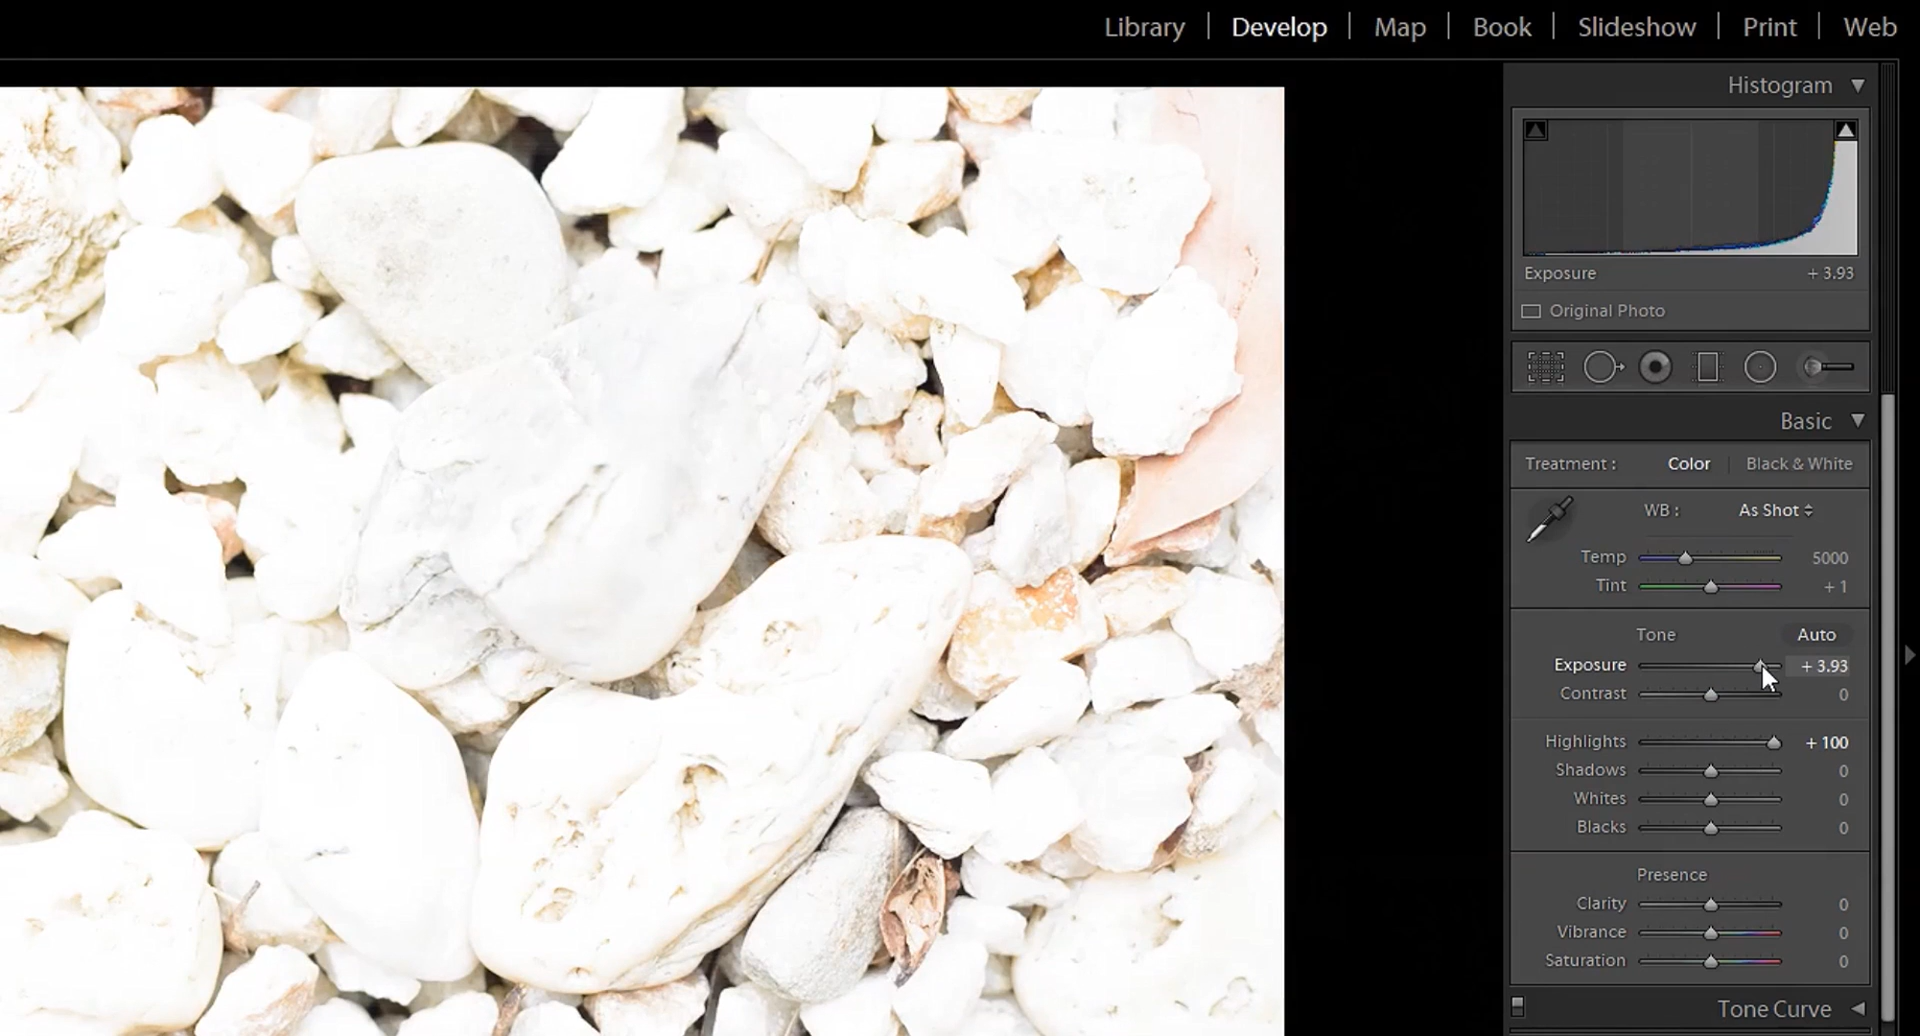 Library | Develop | Map | Book | Slideshow | Print | Web
Histogram
Exposure + 3.93
Original Photo
Basic
Treatment : Color | Black & White
WB : As Shot
Temp 5000
Tint + 1
Tone Auto
Exposure + 3.93
Contrast 0
Highlights + 100
Shadows 0
Whites 0
Blacks 0
Presence
Clarity 0
Vibrance 0
Saturation 0
Tone Curve